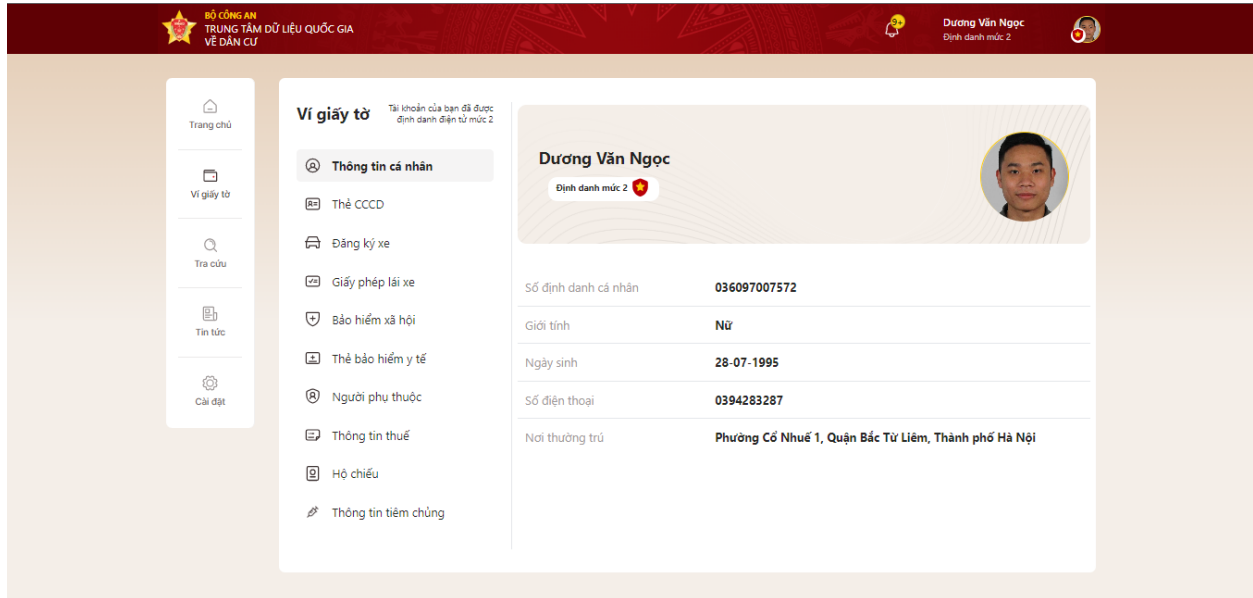 BỘ CÔNG AN
TRUNG TÂM DỮ LIỆU QUỐC GIA
VỀ DÂN CƯ
9+
Dương Văn Ngọc
Định danh mức 2
Trang chủ
Ví giấy tờ
Tra cứu
Tin tức
Cài đặt
Ví giấy tờ
Tài khoản của bạn đã được
định danh điện tử mức 2
Thông tin cá nhân
Thẻ CCCD
Đăng ký xe
Giấy phép lái xe
Bảo hiểm xã hội
Thẻ bảo hiểm y tế
Người phụ thuộc
Thông tin thuế
Hộ chiếu
Thông tin tiêm chủng
Dương Văn Ngọc
Định danh mức 2
Số định danh cá nhân 036097007572
Giới tính Nữ
Ngày sinh 28-07-1995
Số điện thoại 0394283287
Nơi thường trú Phường Cổ Nhuế 1, Quận Bắc Từ Liêm, Thành phố Hà Nội